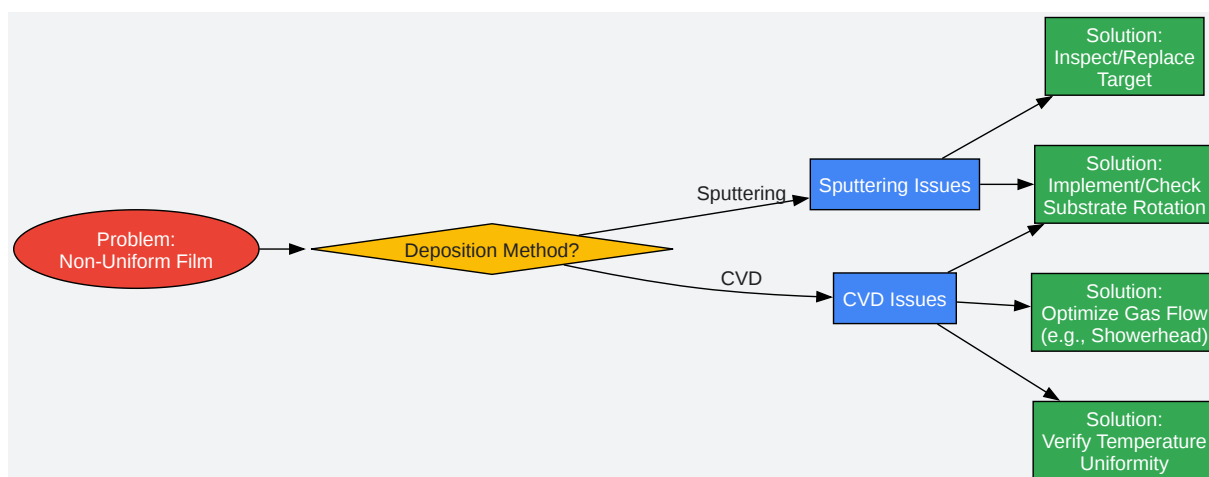 Problem:
Non-Uniform Film
Deposition Method?
Sputtering
CVD
Sputtering Issues
CVD Issues
Solution:
Inspect/Replace
Target
Solution:
Implement/Check
Substrate Rotation
Solution:
Optimize Gas Flow
(e.g., Showerhead)
Solution:
Verify Temperature
Uniformity